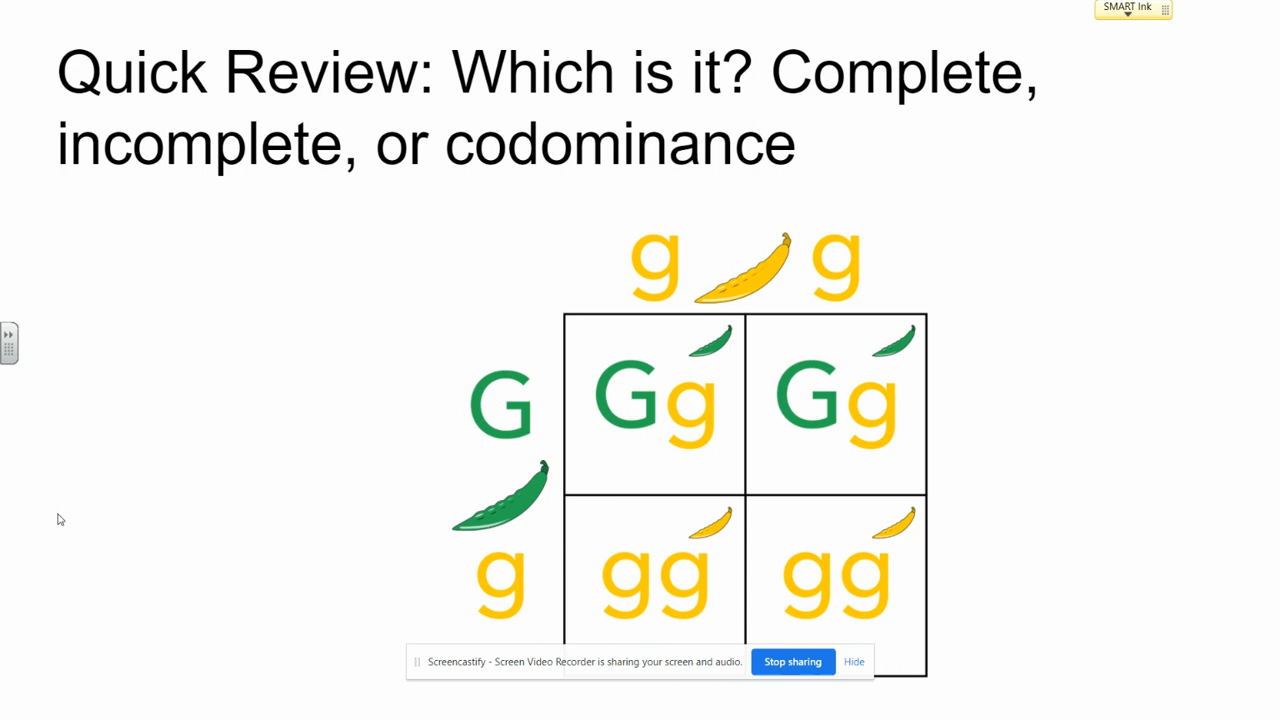 SMART Ink
Quick Review: Which is it? Complete,
incomplete, or codominance
g g
G Gg Gg
g gg gg
Screencastify - Screen Video Recorder is sharing your screen and audio. Stop sharing Hide